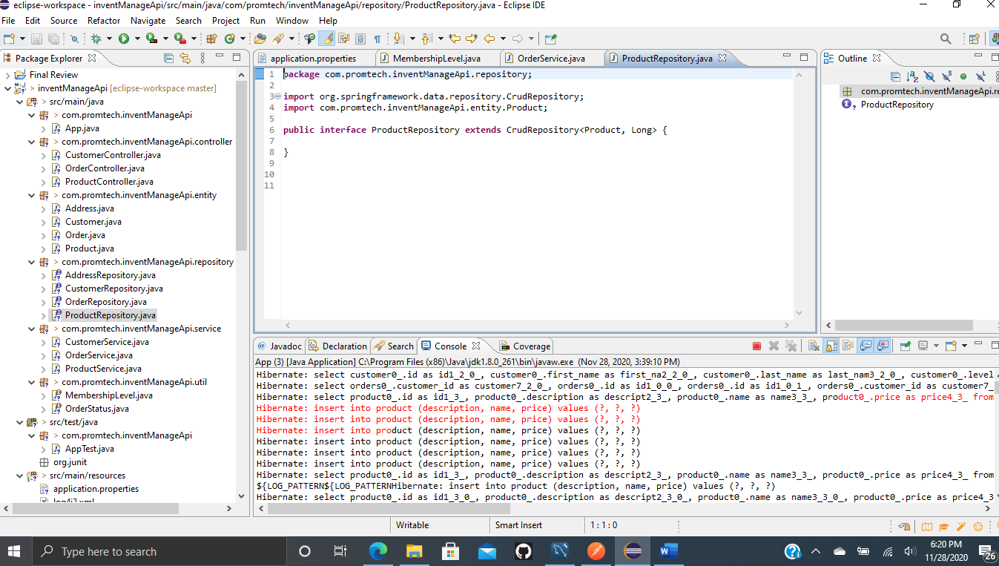 eclipse-workspace - inventManageApi/src/main/java/com/promtech/inventManageApi/repository/ProductRepository.java - Eclipse IDE
File Edit Source Refactor Navigate Search Project Run Window Help
Package Explorer
Final Review
> inventManageApi [eclipse-workspace master]
> src/main/java
> com.promtech.inventManageApi
App.java
> com.promtech.inventManageApi.controller
CustomerController.java
OrderController.java
ProductController.java
> com.promtech.inventManageApi.entity
Address.java
Customer.java
Order.java
Product.java
> com.promtech.inventManageApi.repository
AddressRepository.java
CustomerRepository.java
OrderRepository.java
ProductRepository.java
> com.promtech.inventManageApi.service
CustomerService.java
OrderService.java
ProductService.java
> com.promtech.inventManageApi.util
MembershipLevel.java
OrderStatus.java
> src/test/java
> com.promtech.inventManageApi
AppTest.java
org.junit
> src/main/resources
application.properties
log4j2.xml
application.properties MembershipLevel.java OrderService.java ProductRepository.java
1 package com.promtech.inventManageApi.repository;
2
3 import org.springframework.data.repository.CrudRepository;
4 import com.promtech.inventManageApi.entity.Product;
5
6 public interface ProductRepository extends CrudRepository<Product, Long> {
7
8 }
9
10
11
Outline
com.promtech.inventManageApi.re
ProductRepository
@ Javadoc Declaration Search Console Coverage
App (3) [Java Application] C:\Program Files (x86)\Java\jdk1.8.0_261\bin\javaw.exe (Nov 28, 2020, 3:39:10 PM)
Hibernate: select customer0_.id as id1_2_0_, customer0_.first_name as first_na2_2_0_, customer0_.last_name as last_nam3_2_0_, customer0_.level
Hibernate: select orders0_.customer_id as customer7_2_0_, orders0_.id as id1_0_0_, orders0_.id as id1_0_1_, orders0_.customer_id as customer7_
Hibernate: select product0_.id as id1_3_, product0_.description as descript2_3_, product0_.name as name3_3_, product0_.price as price4_3_ from
Hibernate: insert into product (description, name, price) values (?, ?, ?)
Hibernate: insert into product (description, name, price) values (?, ?, ?)
Hibernate: insert into product (description, name, price) values (?, ?, ?)
Hibernate: insert into product (description, name, price) values (?, ?, ?)
Hibernate: insert into product (description, name, price) values (?, ?, ?)
Hibernate: insert into product (description, name, price) values (?, ?, ?)
Hibernate: select product0_.id as id1_3_, product0_.description as descript2_3_, product0_.name as name3_3_, product0_.price as price4_3_ from
${LOG_PATTERN${LOG_PATTERNHibernate: insert into product (description, name, price) values (?, ?, ?)
Hibernate: select product0_.id as id1_3_0_, product0_.description as descript2_3_0_, product0_.name as name3_3_0_, product0_.price as price4_3
Writable Smart Insert 1 : 1 : 0
Type here to search
6:20 PM
11/28/2020
26